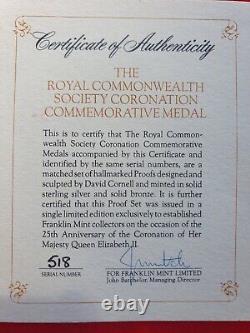 Certificate of Authenticity
THE
ROYAL COMMONWEALTH
SOCIETY CORONATION
COMMEMORATIVE MEDAL
This is to certify that The Royal Common-
wealth Society Coronation Commemorative
Medals accompanied by this Certificate and
identified by the same serial numbers, are a
matched set of hallmarked Proofs designed and
sculpted by David Cornell and minted in solid
sterling silver and solid bronze. It is further
certified that this Proof Set was issued in a
single limited edition exclusively to established
Franklin Mint collectors on the occasion of the
25th Anniversary of the Coronation of Her
Majesty Queen Elizabeth II.
518
SERIAL NUMBER
FOR FRANKLIN MINT LIMITED
John Batchelor, Managing Director